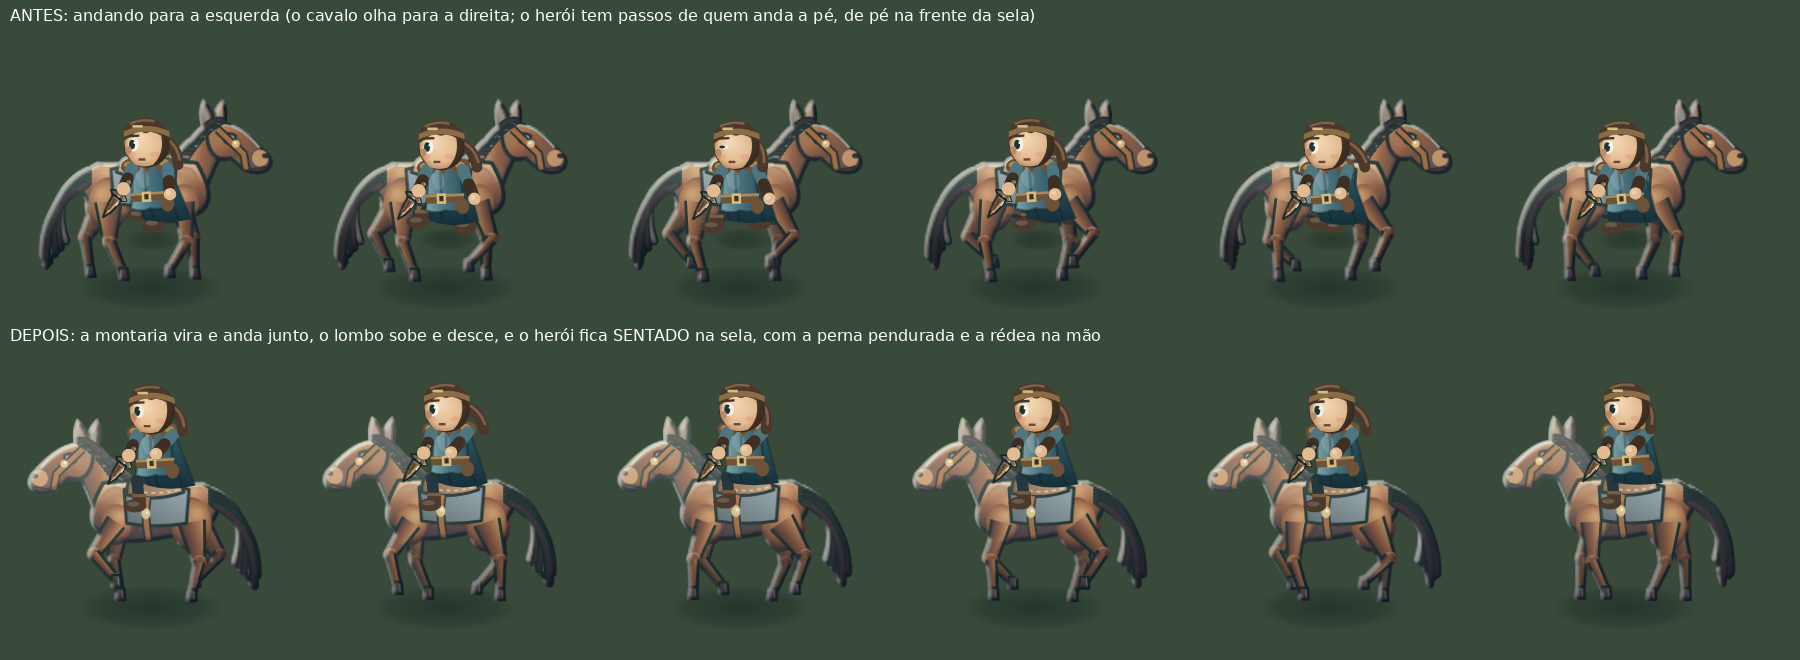 ANTES: andando para a esquerda (o cavalo olha para a direita; o herói tem passos de quem anda a pé, de pé na frente da sela)
DEPOIS: a montaria vira e anda junto, o lombo sobe e desce, e o herói fica SENTADO na sela, com a perna pendurada e a rédea na mão